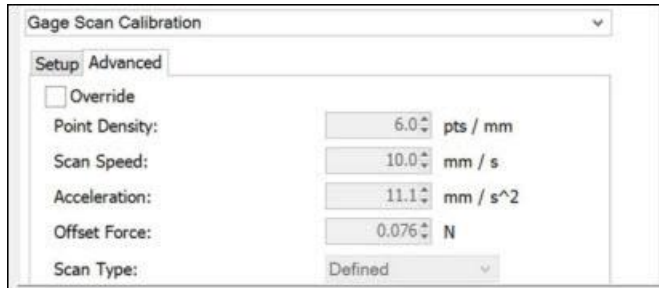 Gage Scan Calibration
Setup Advanced
Override
Point Density: 6.0 pts / mm
Scan Speed: 10.0 mm / s
Acceleration: 11.1 mm / s^2
Offset Force: 0.076 N
Scan Type: Defined